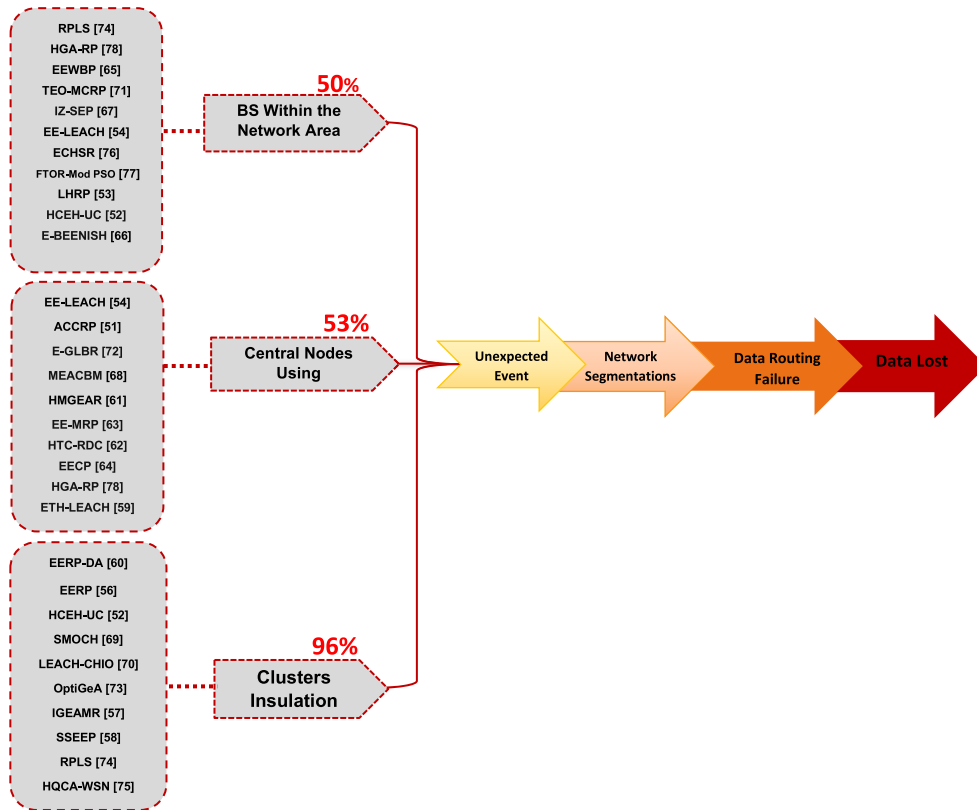 RPLS [74]
HGA-RP [78]
EEWBP [65]
TEO-MCRP [71]
IZ-SEP [67]
EE-LEACH [54]
ECHSR [76]
FTOR-Mod PSO [77]
LHRP [53]
HCEH-UC [52]
E-BEENISH [66]
50%
BS Within the
Network Area
EE-LEACH [54]
ACCRP [51]
E-GLBR [72]
MEACBM [68]
HMGEAR [61]
EE-MRP [63]
HTC-RDC [62]
EECP [64]
HGA-RP [78]
ETH-LEACH [59]
53%
Central Nodes
Using
EERP-DA [60]
EERP [56]
HCEH-UC [52]
SMOCH [69]
LEACH-CHIO [70]
OptiGeA [73]
IGEAMR [57]
SSEEP [58]
RPLS [74]
HQCA-WSN [75]
96%
Clusters
Insulation
Unexpected
Event
Network
Segmentations
Data Routing
Failure
Data Lost